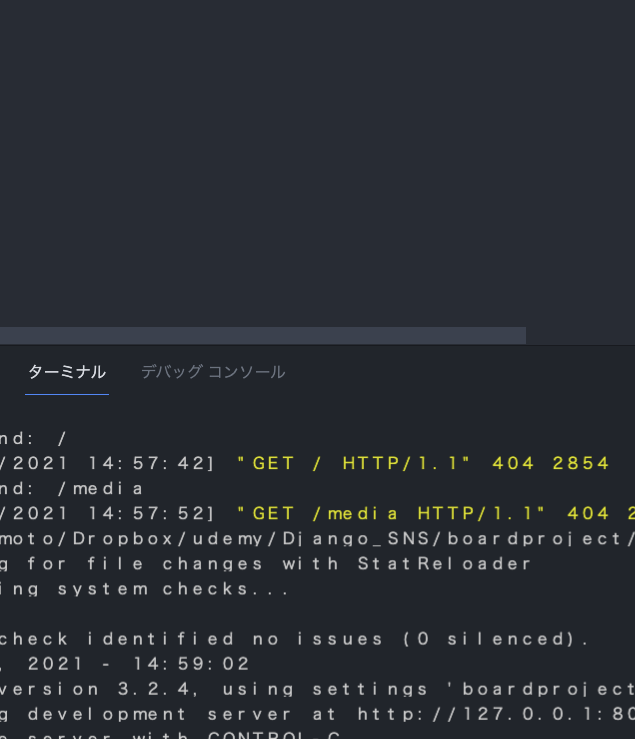 ターミナル デバッグ コンソール
nd: /
/2021 14:57:42] "GET / HTTP/1.1" 404 2854
nd: /media
/2021 14:57:52] "GET /media HTTP/1.1" 404 2
moto/Dropbox/udemy/Django_SNS/boardproject/
g for file changes with StatReloader
ing system checks...
check identified no issues (0 silenced).
, 2021 - 14:59:02
version 3.2.4, using settings 'boardproject
g development server at http://127.0.0.1:80
e server with CONTROL-C